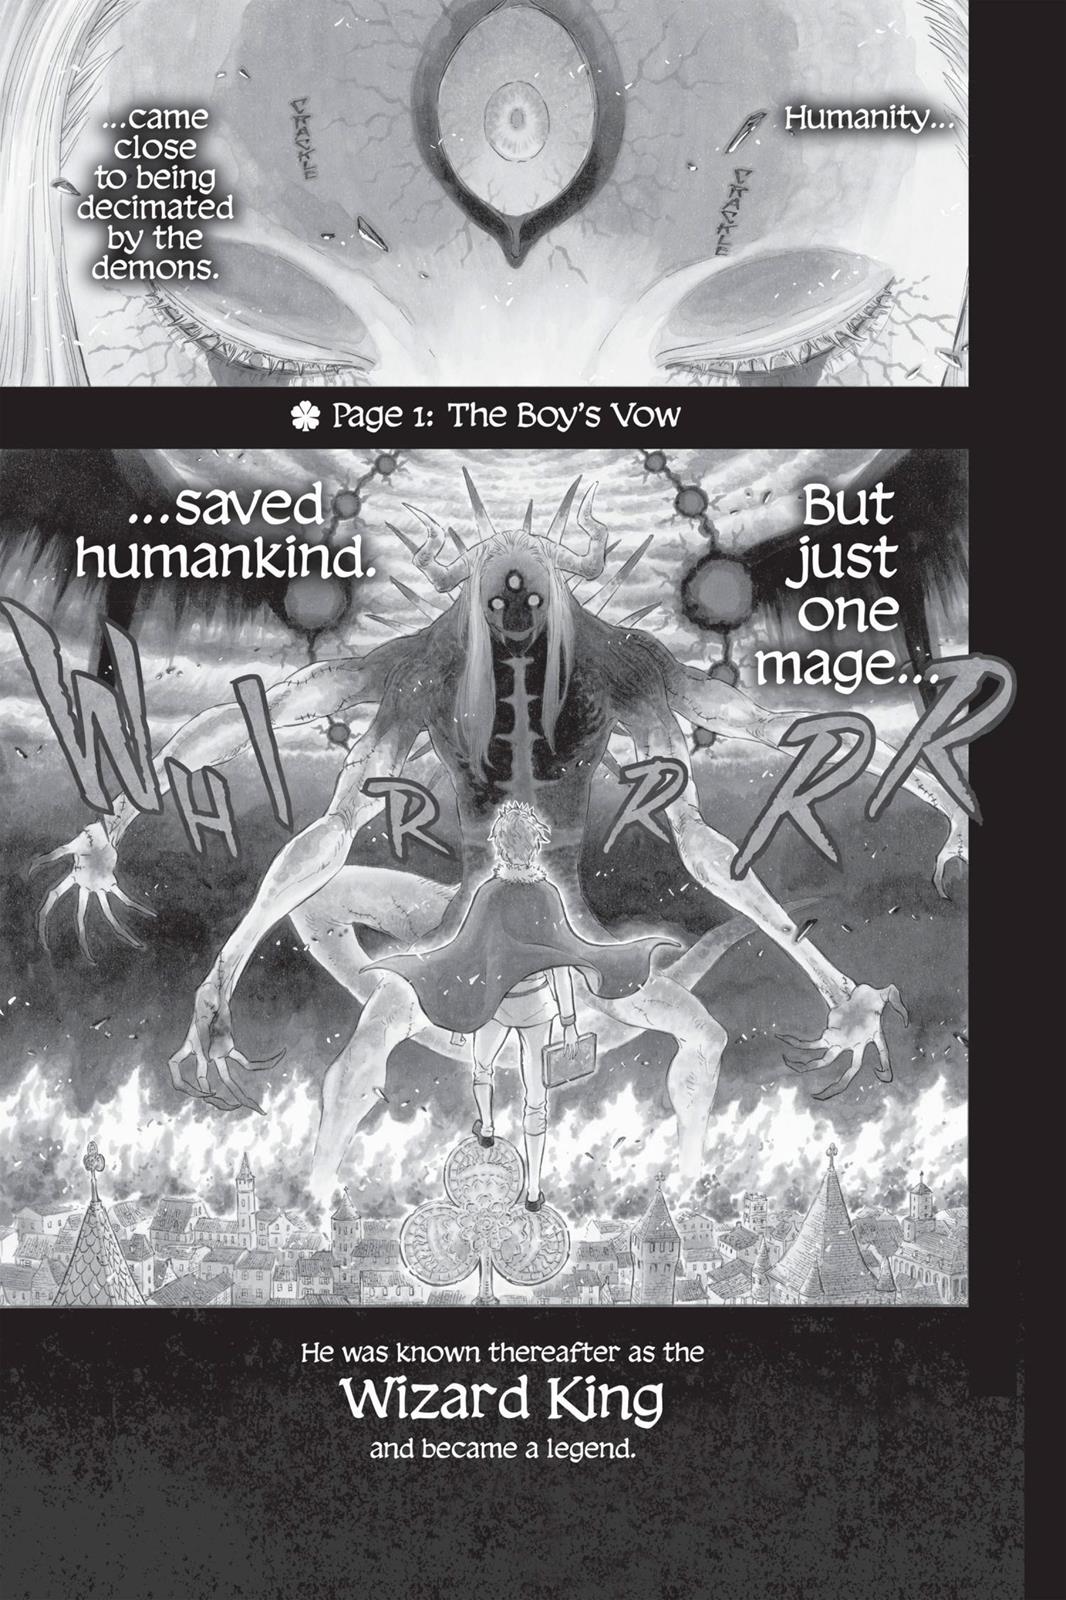 Humanity...
CRACKLE
CRACKLE
...came
close
to being
decimated
by the
demons.
Page 1: The Boy's Vow
But
just
one
mage...
...saved
humankind.
WHIRRRR
He was known thereafter as the
Wizard King
and became a legend.